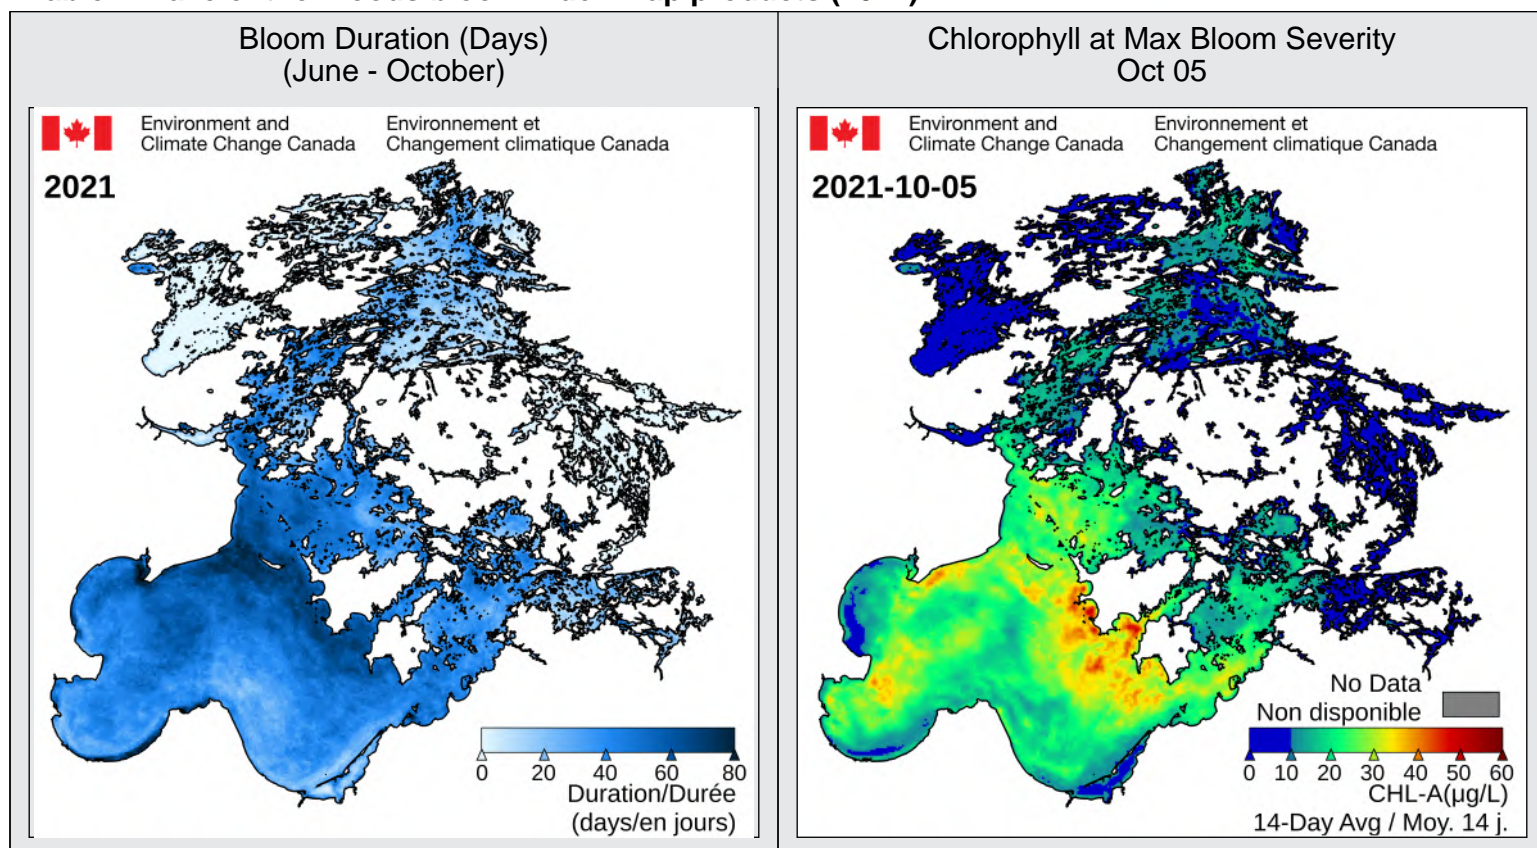 Bloom Duration (Days)
(June - October)
Chlorophyll at Max Bloom Severity
Oct 05
Environment and
Climate Change Canada
Environnement et
Changement climatique Canada
2021
0 20 40 60 80
Duration/Durée
(days/en jours)
Environment and
Climate Change Canada
Environnement et
Changement climatique Canada
2021-10-05
No Data
Non disponible
0 10 20 30 40 50 60
CHL-A(µg/L)
14-Day Avg / Moy. 14 j.